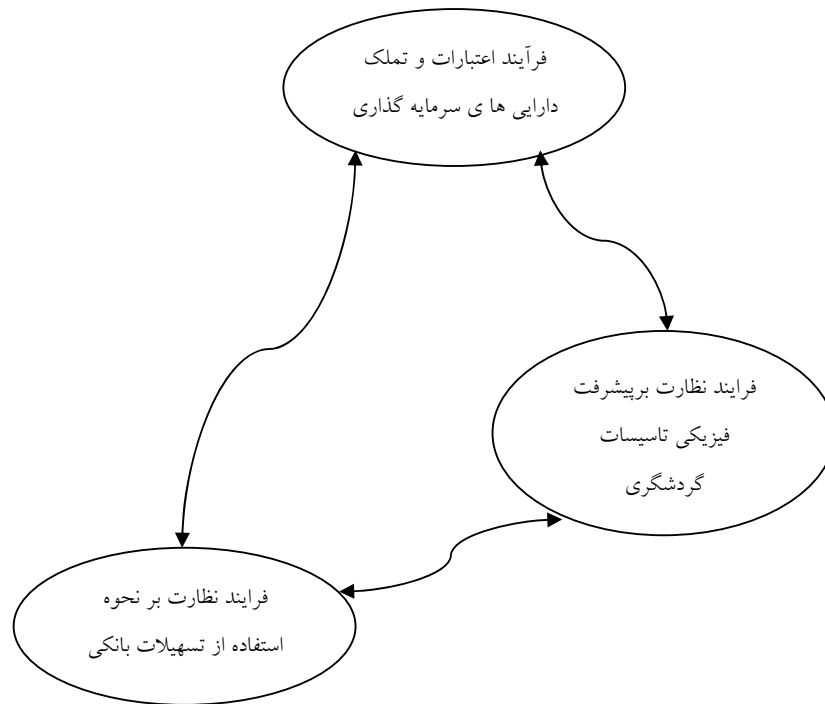 فرآیند اعتبارات و تملک
دارایی ها ی سرمایه گذاری
فرایند نظارت برپیشرفت
فیزیکی تاسیسات
گردشگری
فرایند نظارت بر نحوه
استفاده از تسهیلات بانکی